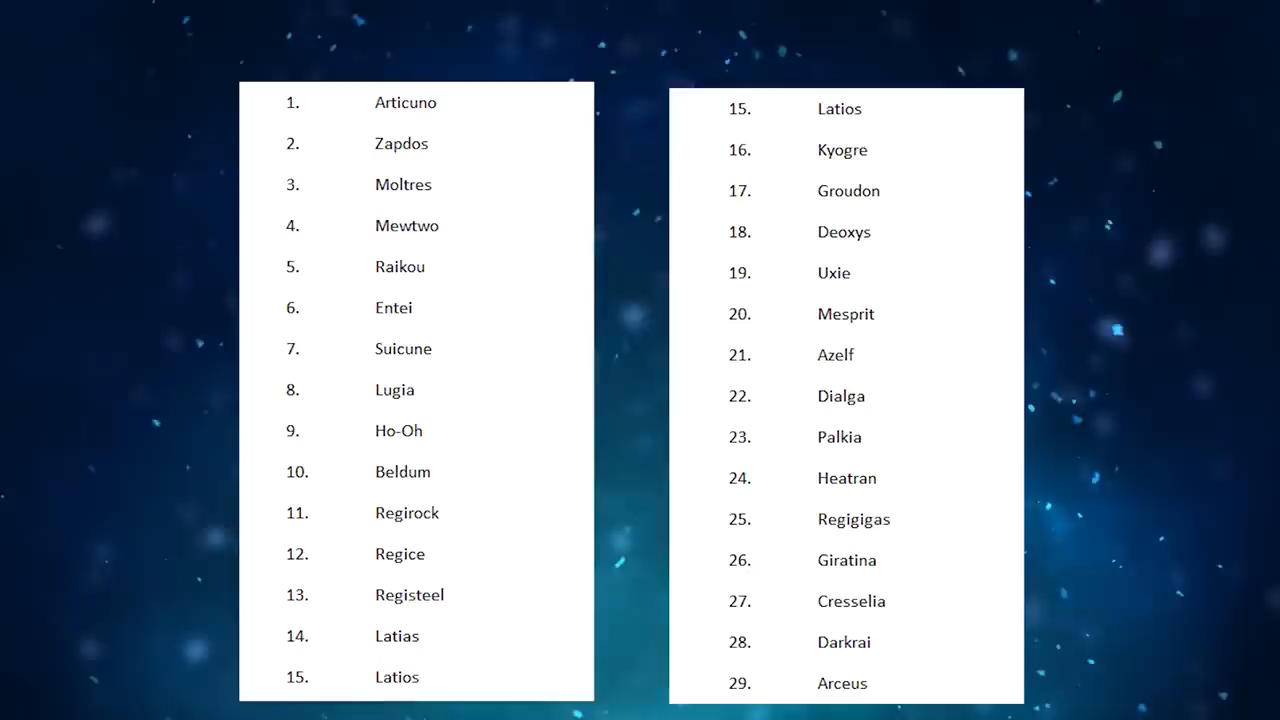 1. Articuno
2. Zapdos
3. Moltres
4. Mewtwo
5. Raikou
6. Entei
7. Suicune
8. Lugia
9. Ho-Oh
10. Beldum
11. Regirock
12. Regice
13. Registeel
14. Latias
15. Latios
15. Latios
16. Kyogre
17. Groudon
18. Deoxys
19. Uxie
20. Mesprit
21. Azelf
22. Dialga
23. Palkia
24. Heatran
25. Regigigas
26. Giratina
27. Cresselia
28. Darkrai
29. Arceus